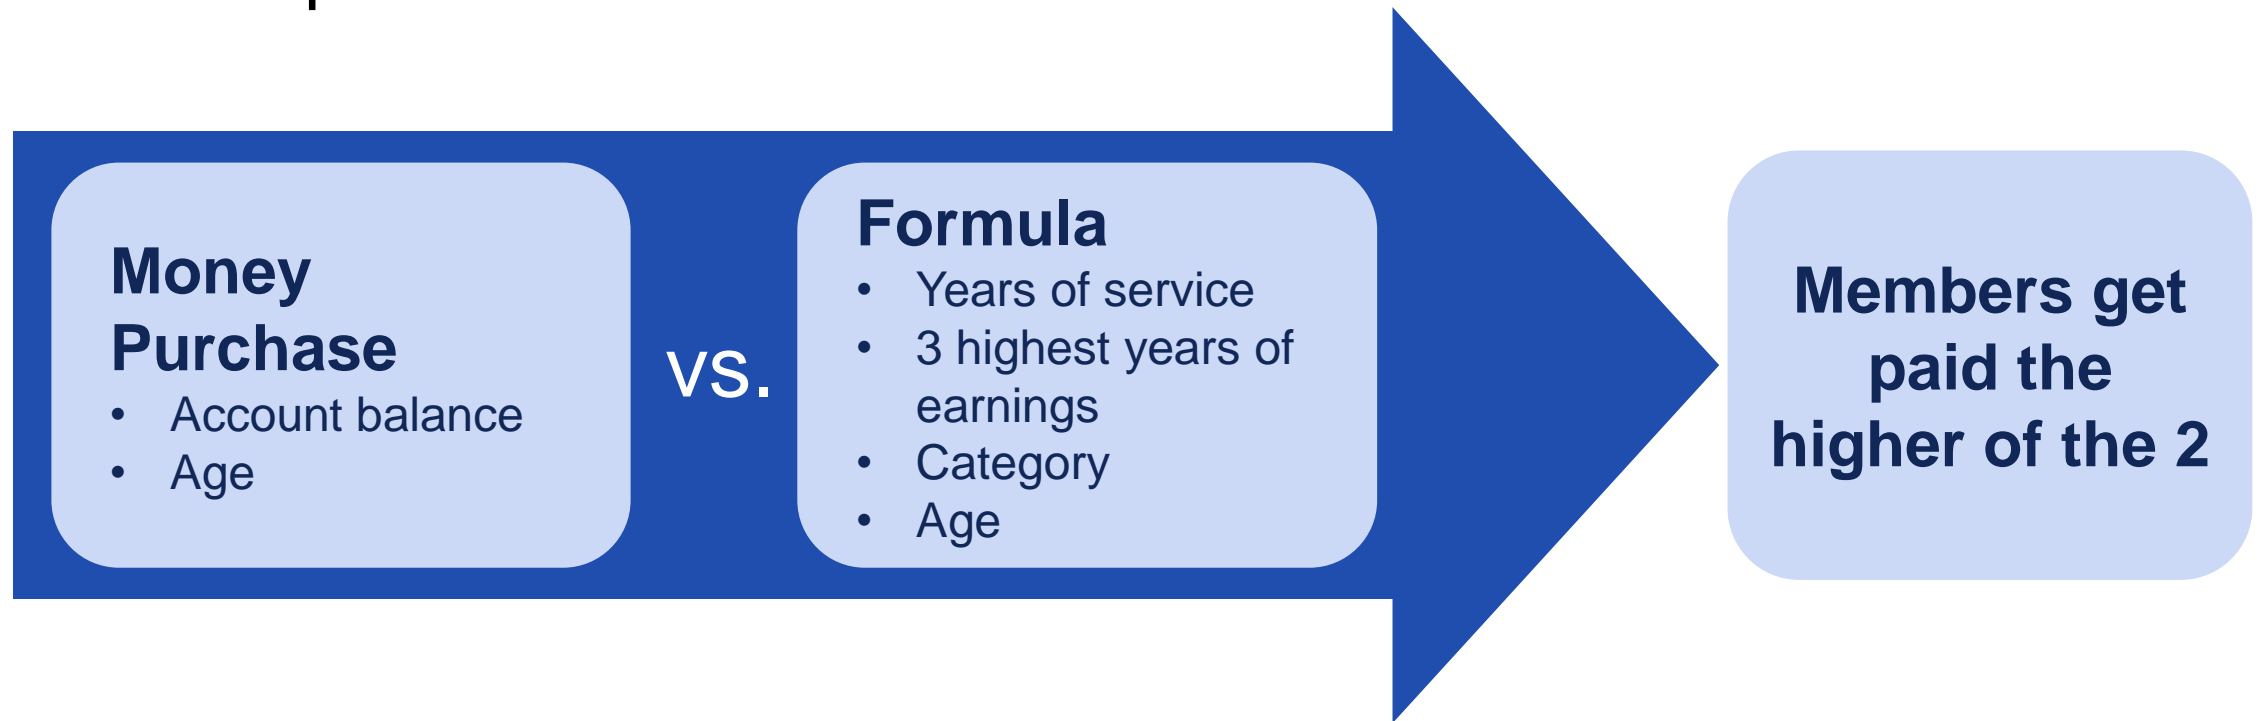 Money
Purchase
• Account balance
• Age
vs.
Formula
• Years of service
• 3 highest years of
earnings
• Category
• Age
Members get
paid the
higher of the 2